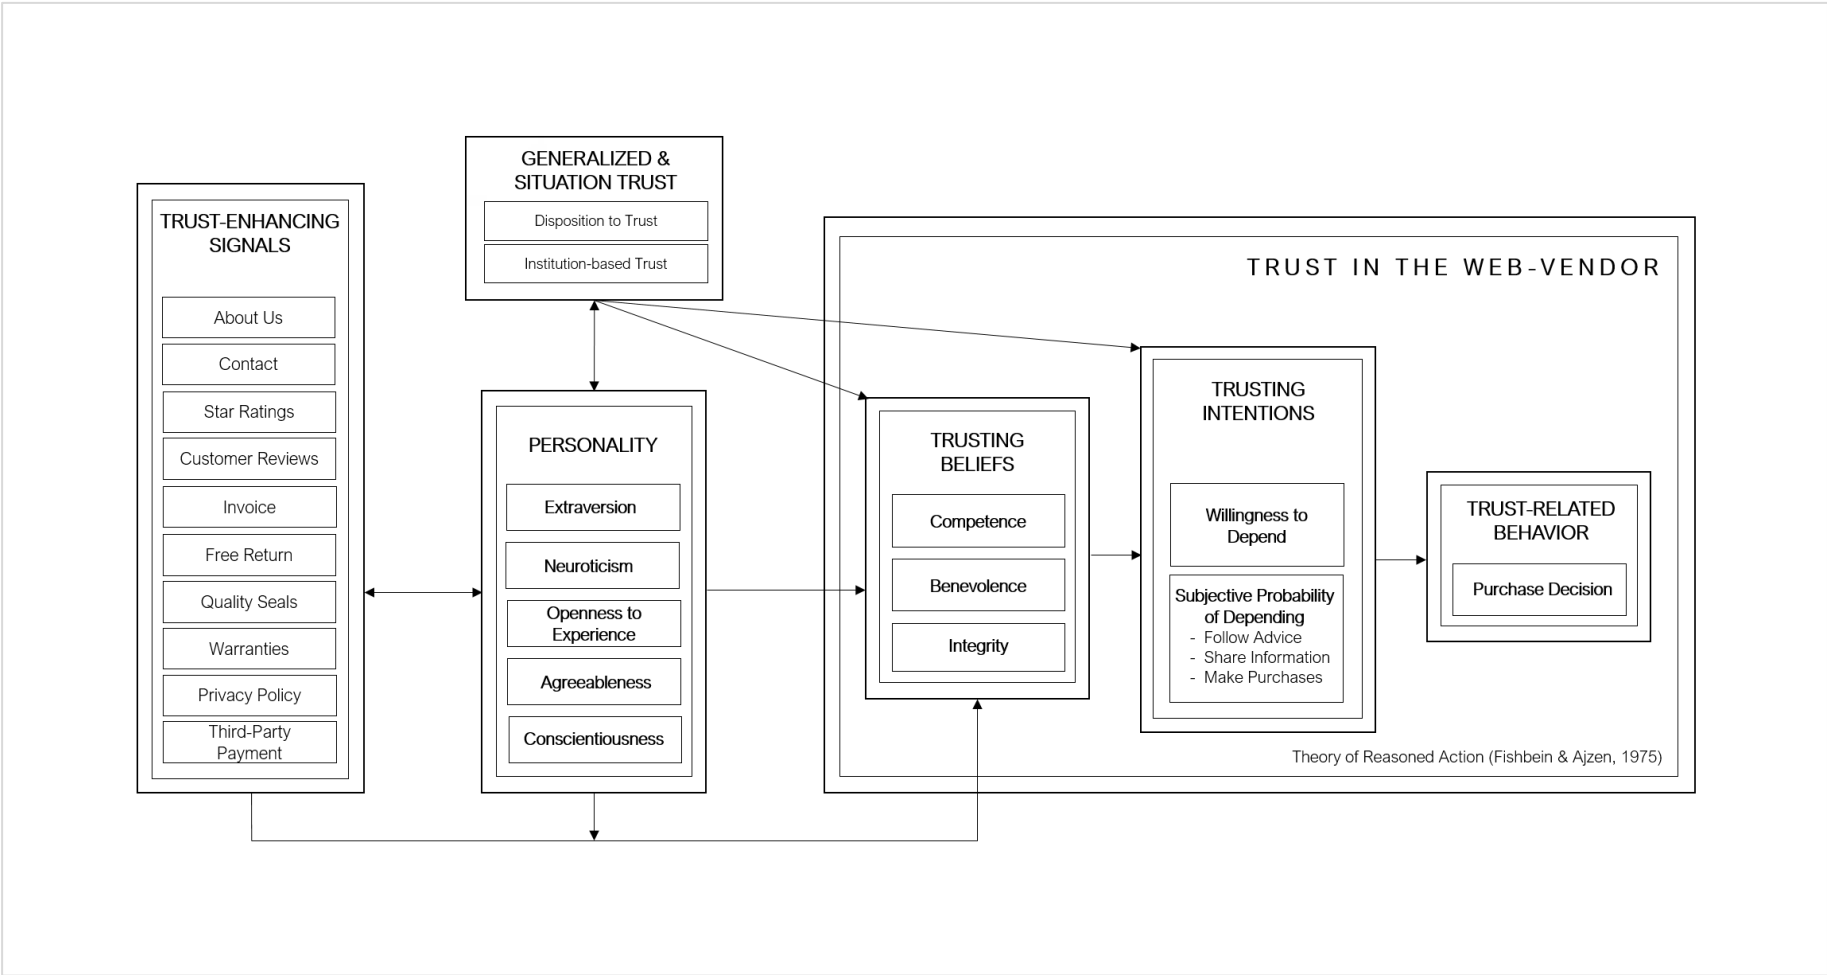 TRUST-ENHANCING
SIGNALS
About Us
Contact
Star Ratings
Customer Reviews
Invoice
Free Return
Quality Seals
Warranties
Privacy Policy
Third-Party
Payment
GENERALIZED &
SITUATION TRUST
Disposition to Trust
Institution-based Trust
PERSONALITY
Extraversion
Neuroticism
Openness to
Experience
Agreeableness
Conscientiousness
TRUST IN THE WEB-VENDOR
TRUSTING
BELIEFS
Competence
Benevolence
Integrity
TRUSTING
INTENTIONS
Willingness to
Depend
Subjective Probability
of Depending
- Follow Advice
- Share Information
- Make Purchases
TRUST-RELATED
BEHAVIOR
Purchase Decision
Theory of Reasoned Action (Fishbein & Ajzen, 1975)